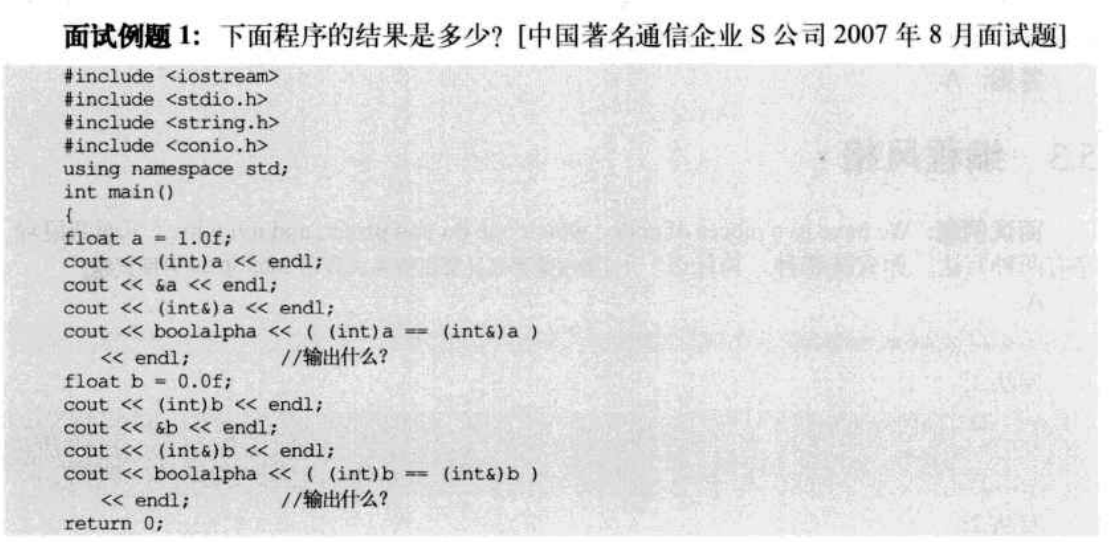 面试例题 1：下面程序的结果是多少？[中国著名通信企业 S 公司 2007 年 8 月面试题]
#include <iostream>
#include <stdio.h>
#include <string.h>
#include <conio.h>
using namespace std;
int main()
{
float a = 1.0f;
cout << (int)a << endl;
cout << &a << endl;
cout << (int&)a << endl;
cout << boolalpha << ( (int)a == (int&)a )
<< endl; //输出什么?
float b = 0.0f;
cout << (int)b << endl;
cout << &b << endl;
cout << (int&)b << endl;
cout << boolalpha << ( (int)b == (int&)b )
<< endl; //输出什么?
return 0;